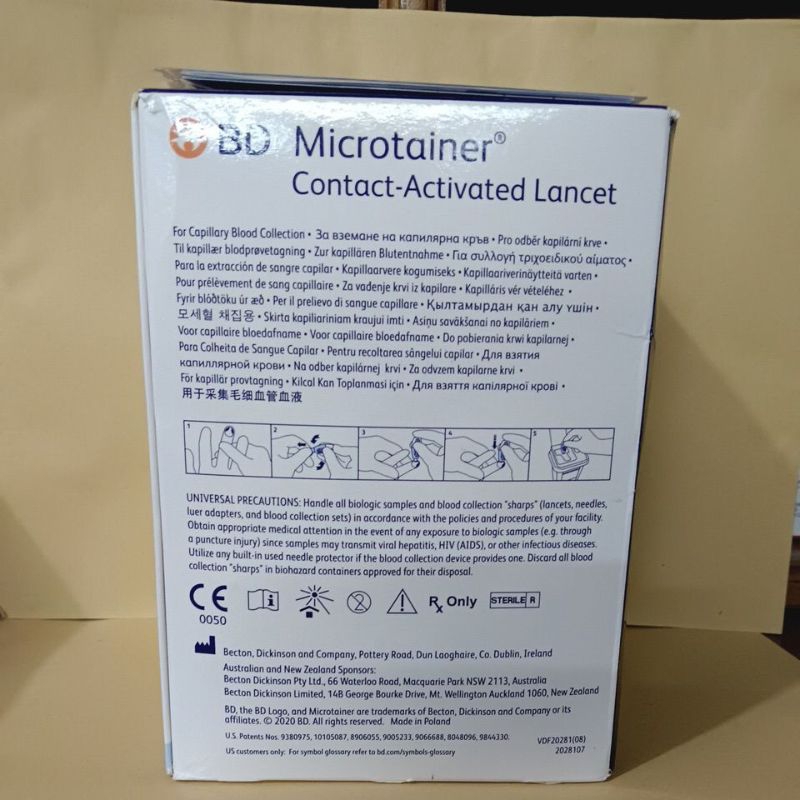 BD Microtainer®
Contact-Activated Lancet
For Capillary Blood Collection • За вземане на капилярна кръв • Pro odběr kapilární krve •
Til kapillær blodprøvetagning • Zur kapillären Blutentnahme • Για συλλογή τριχοειδικού αίματος •
Para la extracción de sangre capilar • Kapillaarvere kogumiseks • Kapillaariverinäytteitä varten •
Pour prélèvement de sang capillaire • Za vađenje krvi iz kapilare • Kapilláris vér vételéhez •
Fyrir blóðtöku úr æð • Per il prelievo di sangue capillare • Қылтамырдан қан алу үшін •
모세혈 채집용 • Skirta kapiliariniam kraujui imti • Asiņu savākšanai no kapilāriem •
Voor capillaire bloedafname • Voor capillaire bloedafname • Do pobierania krwi kapilarnej •
Para Colheita de Sangue Capilar • Pentru recoltarea sângelui capilar • Для взятия
капиллярной крови • Na odber kapilárnej krvi • Za odvzem kapilarne krvi •
För kapillär provtagning • Kilcal Kan Toplanması için • Для взяття капілярної крові •
用于采集毛细血管血液
1 2 3 4 5
UNIVERSAL PRECAUTIONS: Handle all biologic samples and blood collection "sharps" (lancets, needles,
luer adapters, and blood collection sets) in accordance with the policies and procedures of your facility.
Obtain appropriate medical attention in the event of any exposure to biologic samples (e.g. through
a puncture injury) since samples may transmit viral hepatitis, HIV (AIDS), or other infectious diseases.
Utilize any built-in used needle protector if the blood collection device provides one. Discard all blood
collection "sharps" in biohazard containers approved for their disposal.
CE 0050 i 2 Rx Only STERILE R
Becton, Dickinson and Company, Pottery Road, Dun Laoghaire, Co. Dublin, Ireland
Australian and New Zealand Sponsors:
Becton Dickinson Pty Ltd., 66 Waterloo Road, Macquarie Park NSW 2113, Australia
Becton Dickinson Limited, 14B George Bourke Drive, Mt. Wellington Auckland 1060, New Zealand
BD, the BD Logo, and Microtainer are trademarks of Becton, Dickinson and Company or its
affiliates. © 2020 BD. All rights reserved. Made in Poland
U.S. Patents Nos. 9380975, 10105087, 8906055, 9005233, 9066688, 8048096, 9844330.
VDF20281(08)
US customers only: For symbol glossary refer to bd.com/symbols-glossary
2028107